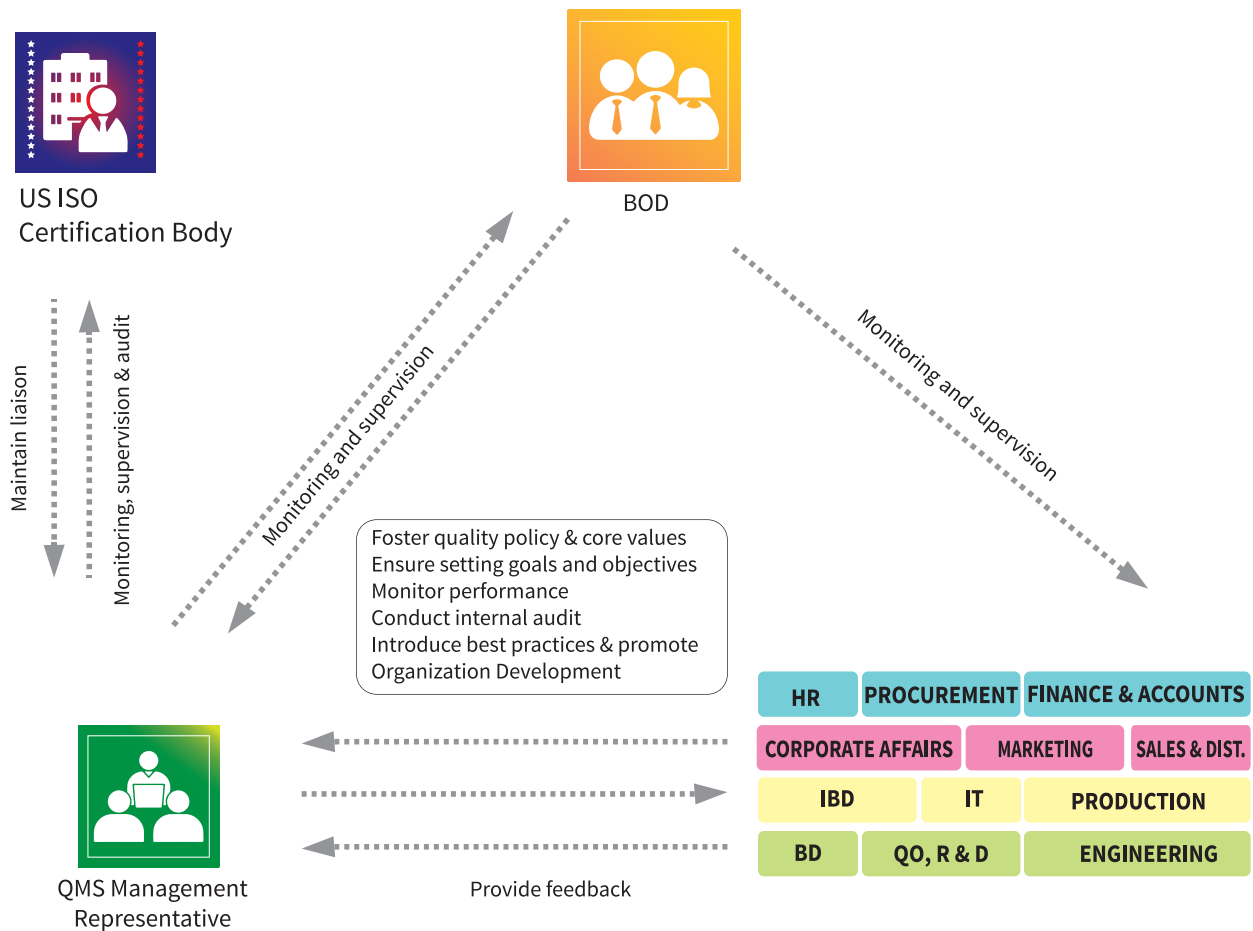 US ISO
Certification Body
BOD
Maintain liaison
Monitoring, supervision & audit
Monitoring and supervision
Monitoring and supervision
Foster quality policy & core values
Ensure setting goals and objectives
Monitor performance
Conduct internal audit
Introduce best practices & promote
Organization Development
HR PROCUREMENT FINANCE & ACCOUNTS
CORPORATE AFFAIRS MARKETING SALES & DIST.
IBD IT PRODUCTION
BD QO, R & D ENGINEERING
Provide feedback
QMS Management
Representative